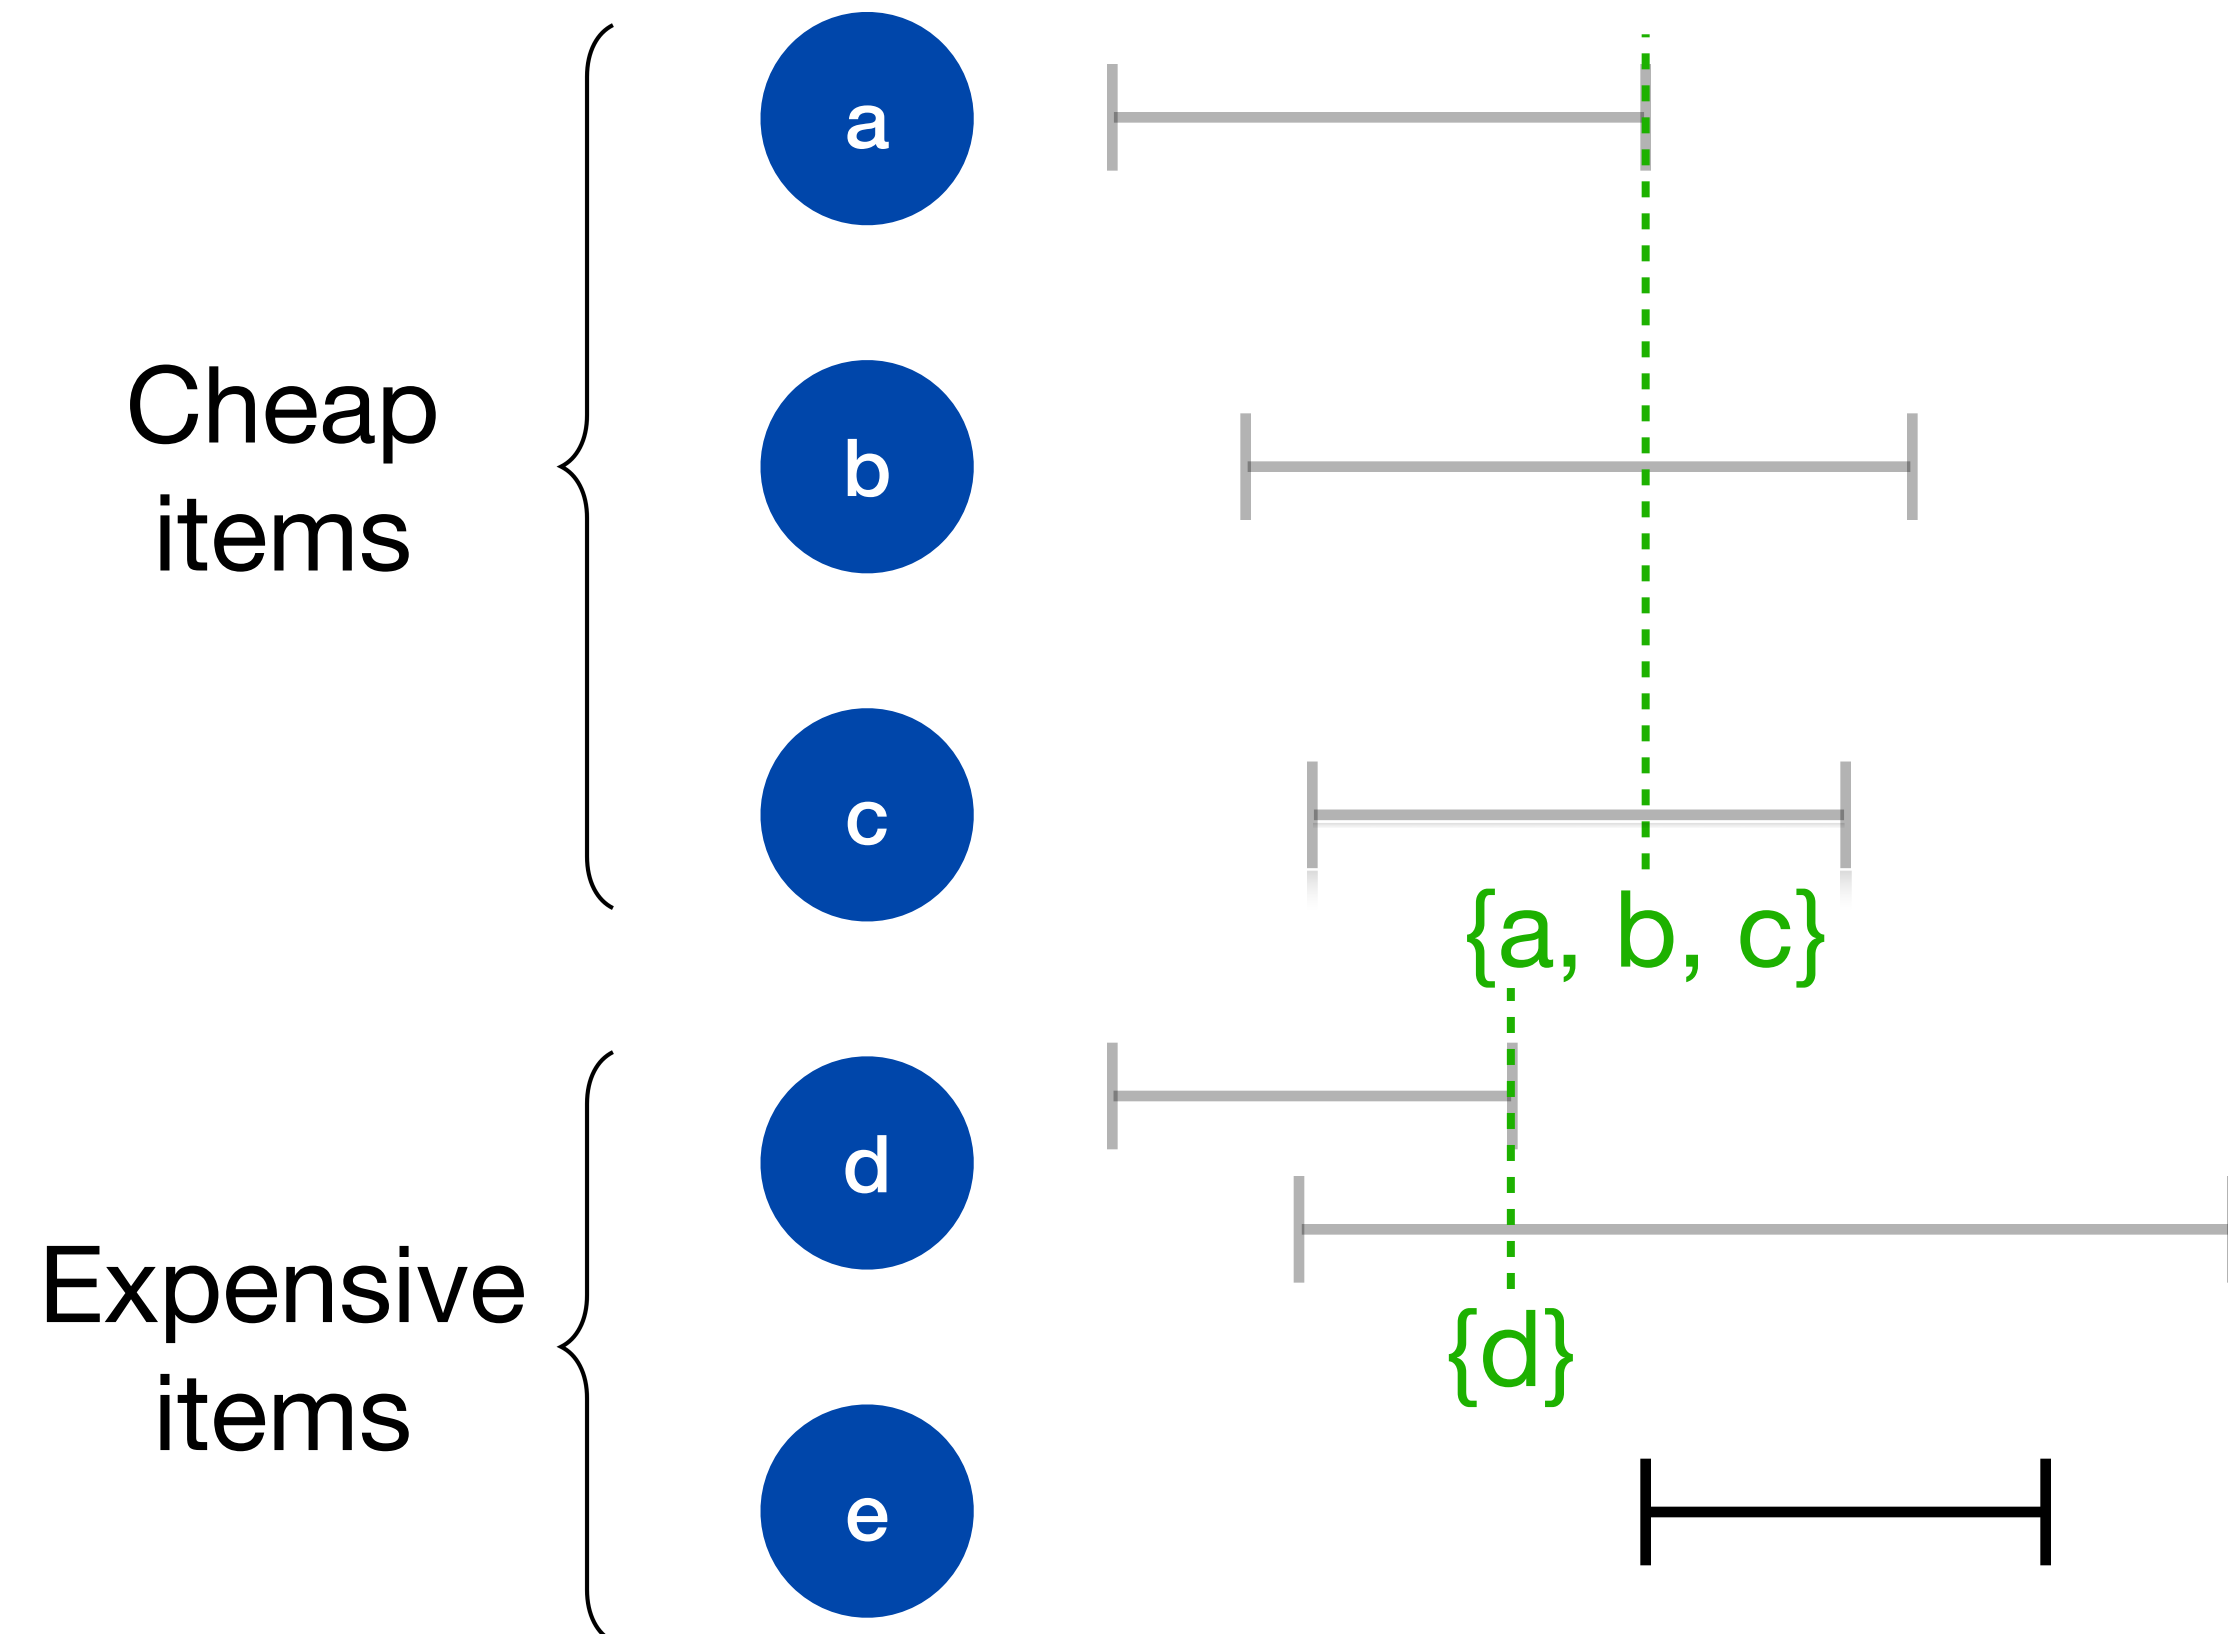 a
Cheap
items
b
c
{a, b, c}
d
Expensive
items
{d}
e